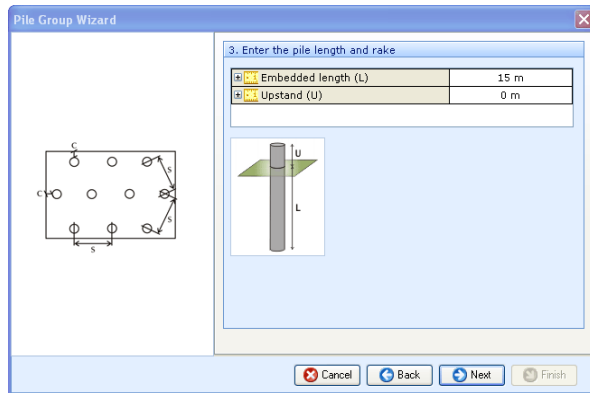 Pile Group Wizard
3. Enter the pile length and rake
Embedded length (L) 15 m
Upstand (U) 0 m
C
S
C
S
S
U
L
Cancel Back Next Finish